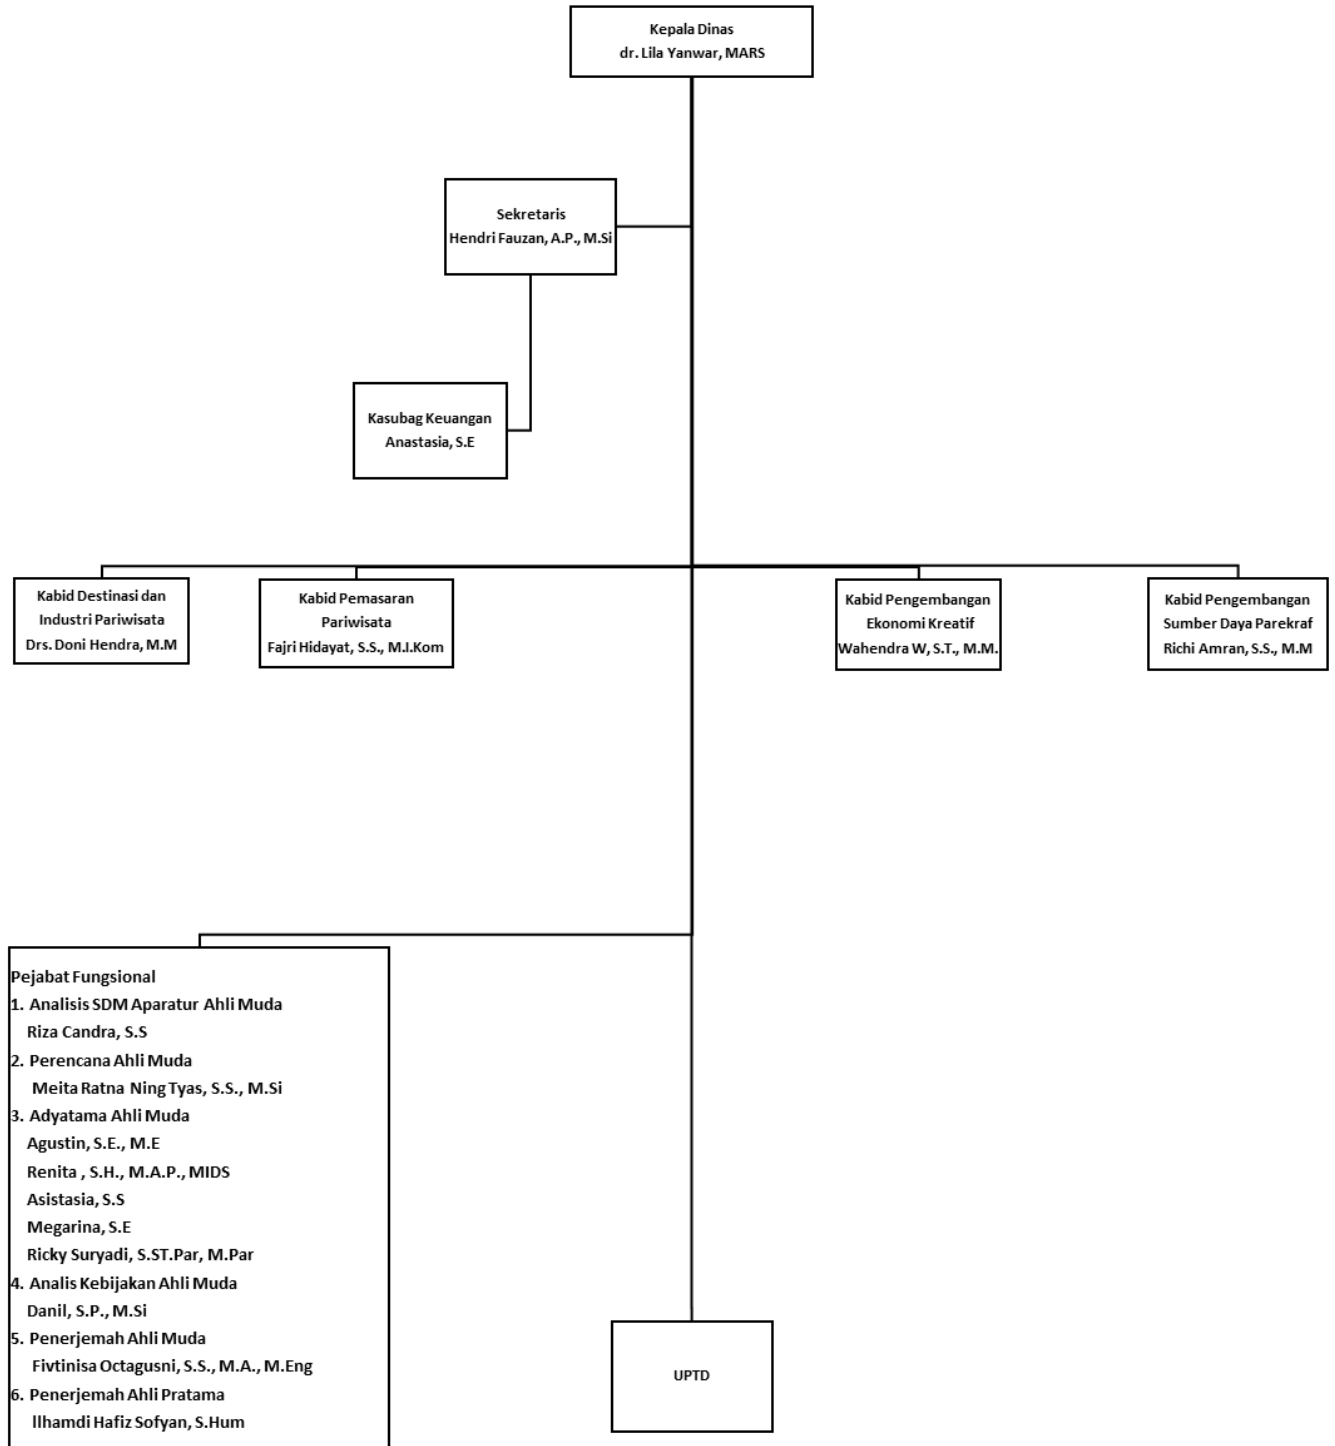 Kepala Dinas
dr. Lila Yanwar, MARS
Sekretaris
Hendri Fauzan, A.P., M.Si
Kasubag Keuangan
Anastasia, S.E
Kabid Destinasi dan
Industri Pariwisata
Drs. Doni Hendra, M.M
Kabid Pemasaran
Pariwisata
Fajri Hidayat, S.S., M.I.Kom
Kabid Pengembangan
Ekonomi Kreatif
Wahendra W, S.T., M.M.
Kabid Pengembangan
Sumber Daya Parekraf
Richi Amran, S.S., M.M
Pejabat Fungsional
1. Analisis SDM Aparatur Ahli Muda
Riza Candra, S.S
2. Perencana Ahli Muda
Meita Ratna Ning Tyas, S.S., M.Si
3. Adyatama Ahli Muda
Agustin, S.E., M.E
Renita , S.H., M.A.P., MIDS
Asistasia, S.S
Megarina, S.E
Ricky Suryadi, S.ST.Par, M.Par
4. Analis Kebijakan Ahli Muda
Danil, S.P., M.Si
5. Penerjemah Ahli Muda
Fivtinisa Octagusni, S.S., M.A., M.Eng
6. Penerjemah Ahli Pratama
Ilhamdi Hafiz Sofyan, S.Hum
UPTD